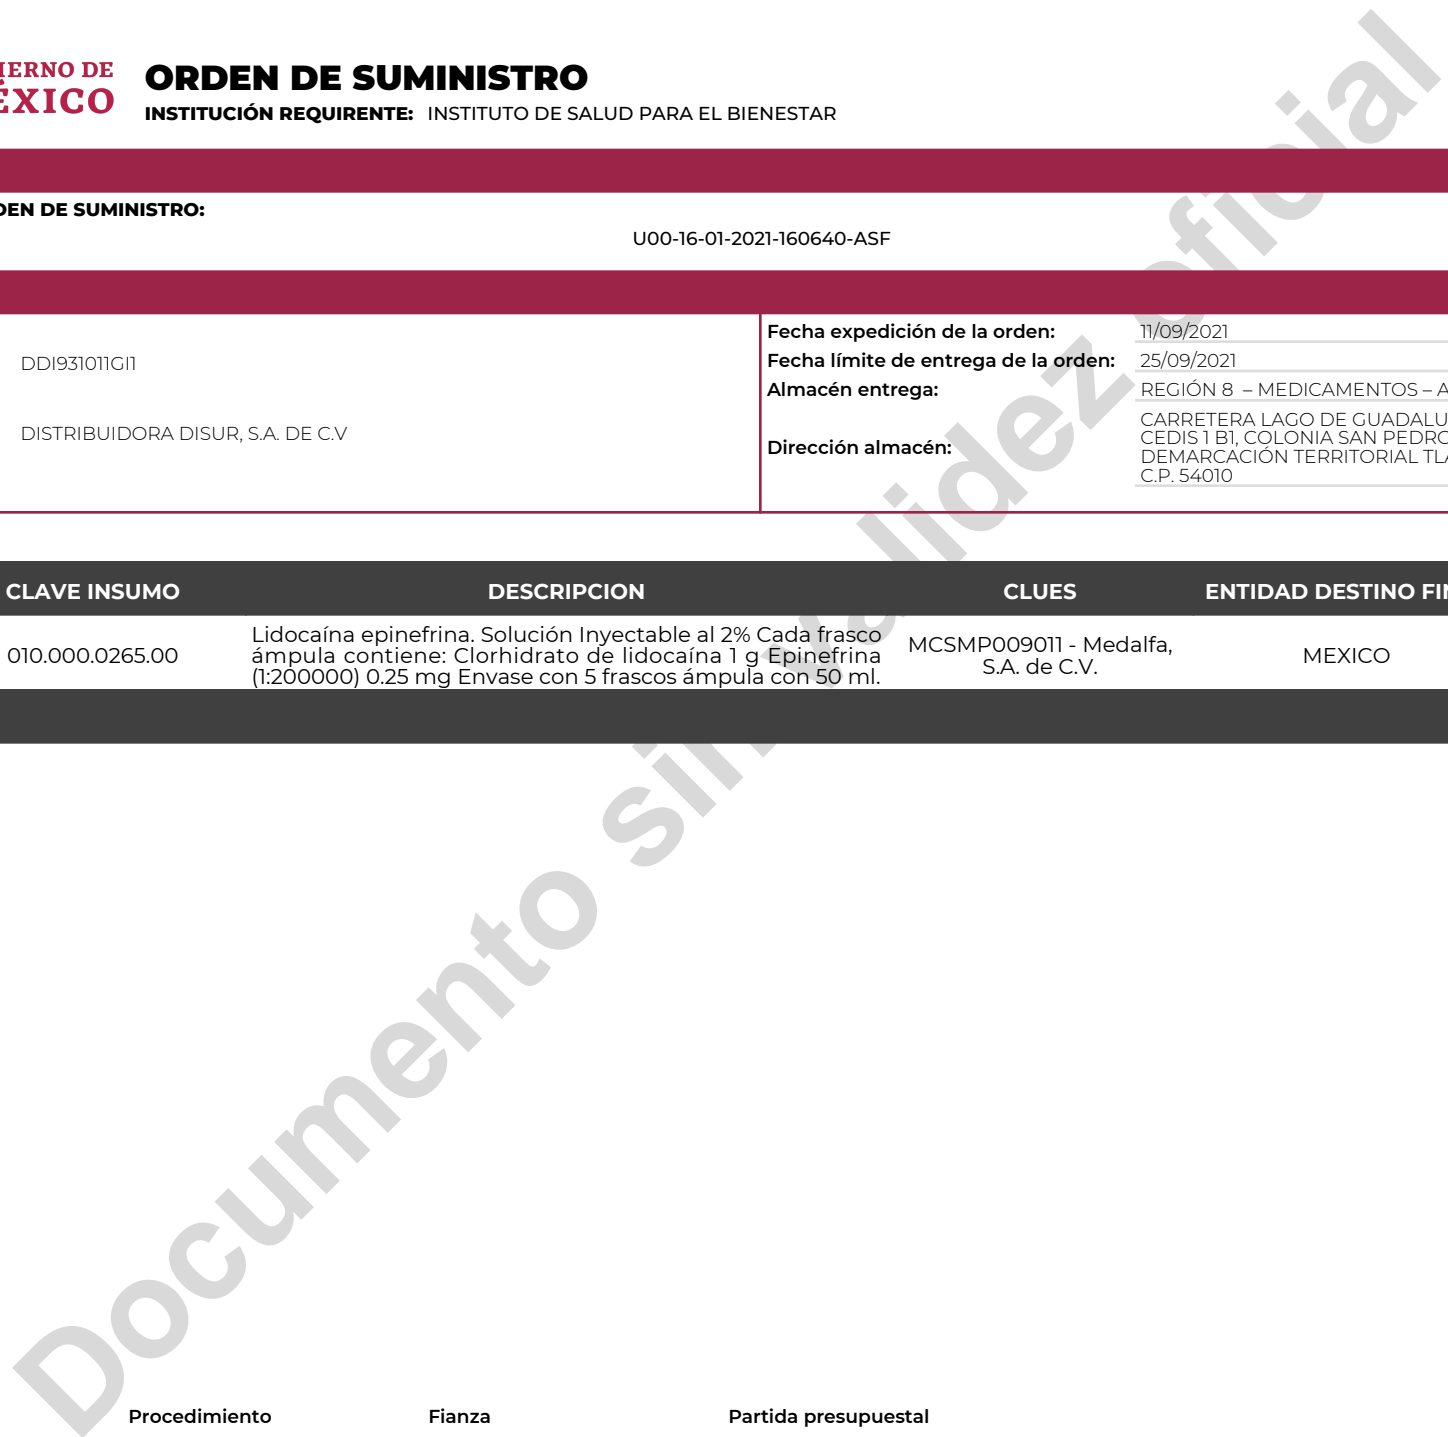 IERNO DE
ÉXICO
ORDEN DE SUMINISTRO
INSTITUCIÓN REQUIRENTE: INSTITUTO DE SALUD PARA EL BIENESTAR
DEN DE SUMINISTRO:
U00-16-01-2021-160640-ASF
DDI931011GI1
DISTRIBUIDORA DISUR, S.A. DE C.V
Fecha expedición de la orden: 11/09/2021
Fecha límite de entrega de la orden: 25/09/2021
Almacén entrega: REGIÓN 8 – MEDICAMENTOS – A
Dirección almacén:
CARRETERA LAGO DE GUADALU
CEDIS 1 B1, COLONIA SAN PEDRO
DEMARCACIÓN TERRITORIAL TLA
C.P. 54010
CLAVE INSUMO DESCRIPCION CLUES ENTIDAD DESTINO FIN
010.000.0265.00
Lidocaína epinefrina. Solución Inyectable al 2% Cada frasco
ámpula contiene: Clorhidrato de lidocaína 1 g Epinefrina
(1:200000) 0.25 mg Envase con 5 frascos ámpula con 50 ml.
MCSMP009011 - Medalfa,
S.A. de C.V.
MEXICO
Documento sin validez oficial
Procedimiento Fianza Partida presupuestal